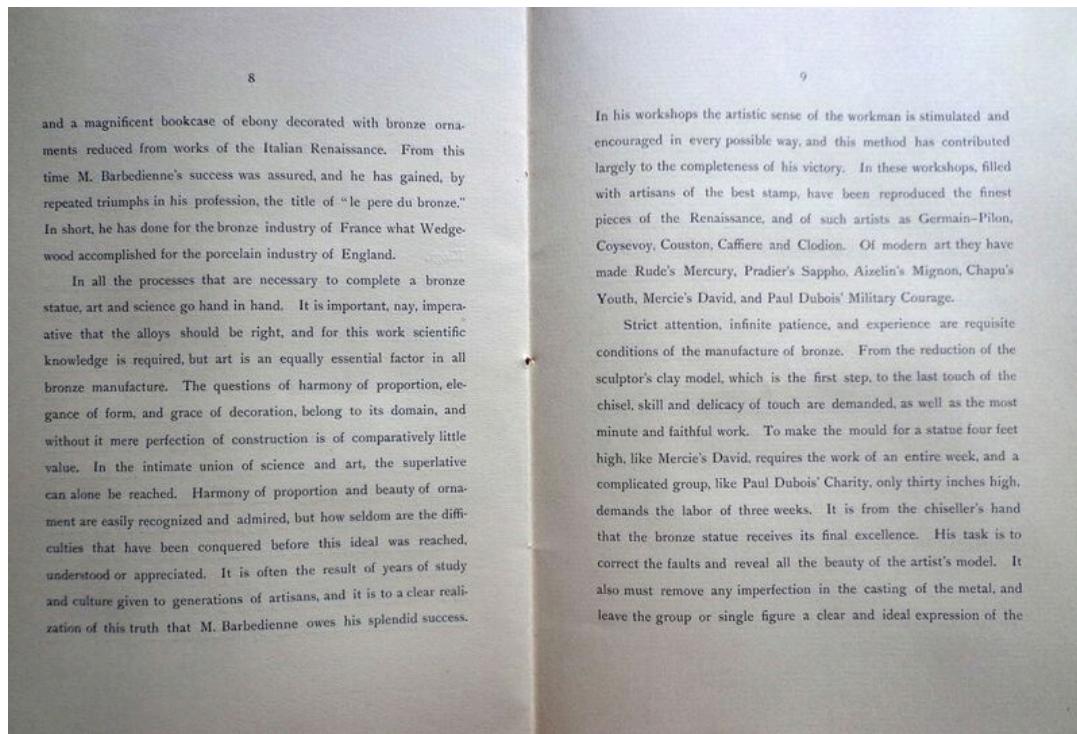 8
and a magnificent bookcase of ebony decorated with bronze orna-
ments reduced from works of the Italian Renaissance. From this
time M. Barbedienne's success was assured, and he has gained, by
repeated triumphs in his profession, the title of “le pere du bronze.”
In short, he has done for the bronze industry of France what Wedge-
wood accomplished for the porcelain industry of England.
In all the processes that are necessary to complete a bronze
statue, art and science go hand in hand. It is important, nay, impera-
ative that the alloys should be right, and for this work scientific
knowledge is required, but art is an equally essential factor in all
bronze manufacture. The questions of harmony of proportion, ele-
gance of form, and grace of decoration, belong to its domain, and
without it mere perfection of construction is of comparatively little
value. In the intimate union of science and art, the superlative
can alone be reached. Harmony of proportion and beauty of orna-
ment are easily recognized and admired, but how seldom are the diffi-
culties that have been conquered before this ideal was reached,
understood or appreciated. It is often the result of years of study
and culture given to generations of artisans, and it is to a clear reali-
zation of this truth that M. Barbedienne owes his splendid success.
9
In his workshops the artistic sense of the workman is stimulated and
encouraged in every possible way, and this method has contributed
largely to the completeness of his victory. In these workshops, filled
with artisans of the best stamp, have been reproduced the finest
pieces of the Renaissance, and of such artists as Germain-Pilon,
Coysevoy, Couston, Caffiere and Clodion. Of modern art they have
made Rude's Mercury, Pradier's Sappho, Aizelin's Mignon, Chapu's
Youth, Mercie's David, and Paul Dubois' Military Courage.
Strict attention, infinite patience, and experience are requisite
conditions of the manufacture of bronze. From the reduction of the
sculptor's clay model, which is the first step, to the last touch of the
chisel, skill and delicacy of touch are demanded, as well as the most
minute and faithful work. To make the mould for a statue four feet
high, like Mercie's David, requires the work of an entire week, and a
complicated group, like Paul Dubois' Charity, only thirty inches high,
demands the labor of three weeks. It is from the chiseller's hand
that the bronze statue receives its final excellence. His task is to
correct the faults and reveal all the beauty of the artist's model. It
also must remove any imperfection in the casting of the metal, and
leave the group or single figure a clear and ideal expression of the